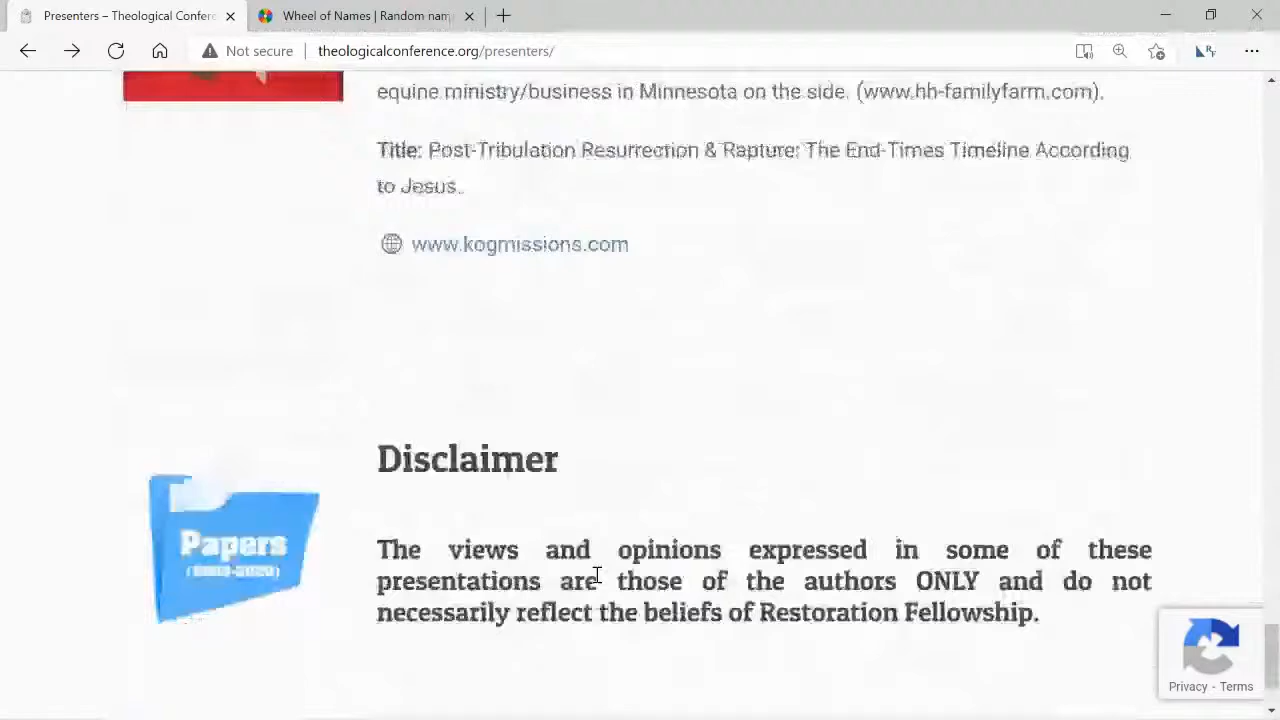 Presenters – Theological Confere
Wheel of Names | Random nam
Not secure
theologicalconference.org/presenters/
equine ministry/business in Minnesota on the side. (www.hh-familyfarm.com).
Title: Post-Tribulation Resurrection & Rapture: The End-Times Timeline According
to Jesus.
www.kogmissions.com
Disclaimer
Papers
The views and opinions expressed in some of these
presentations are those of the authors ONLY and do not
necessarily reflect the beliefs of Restoration Fellowship.
Privacy - Terms